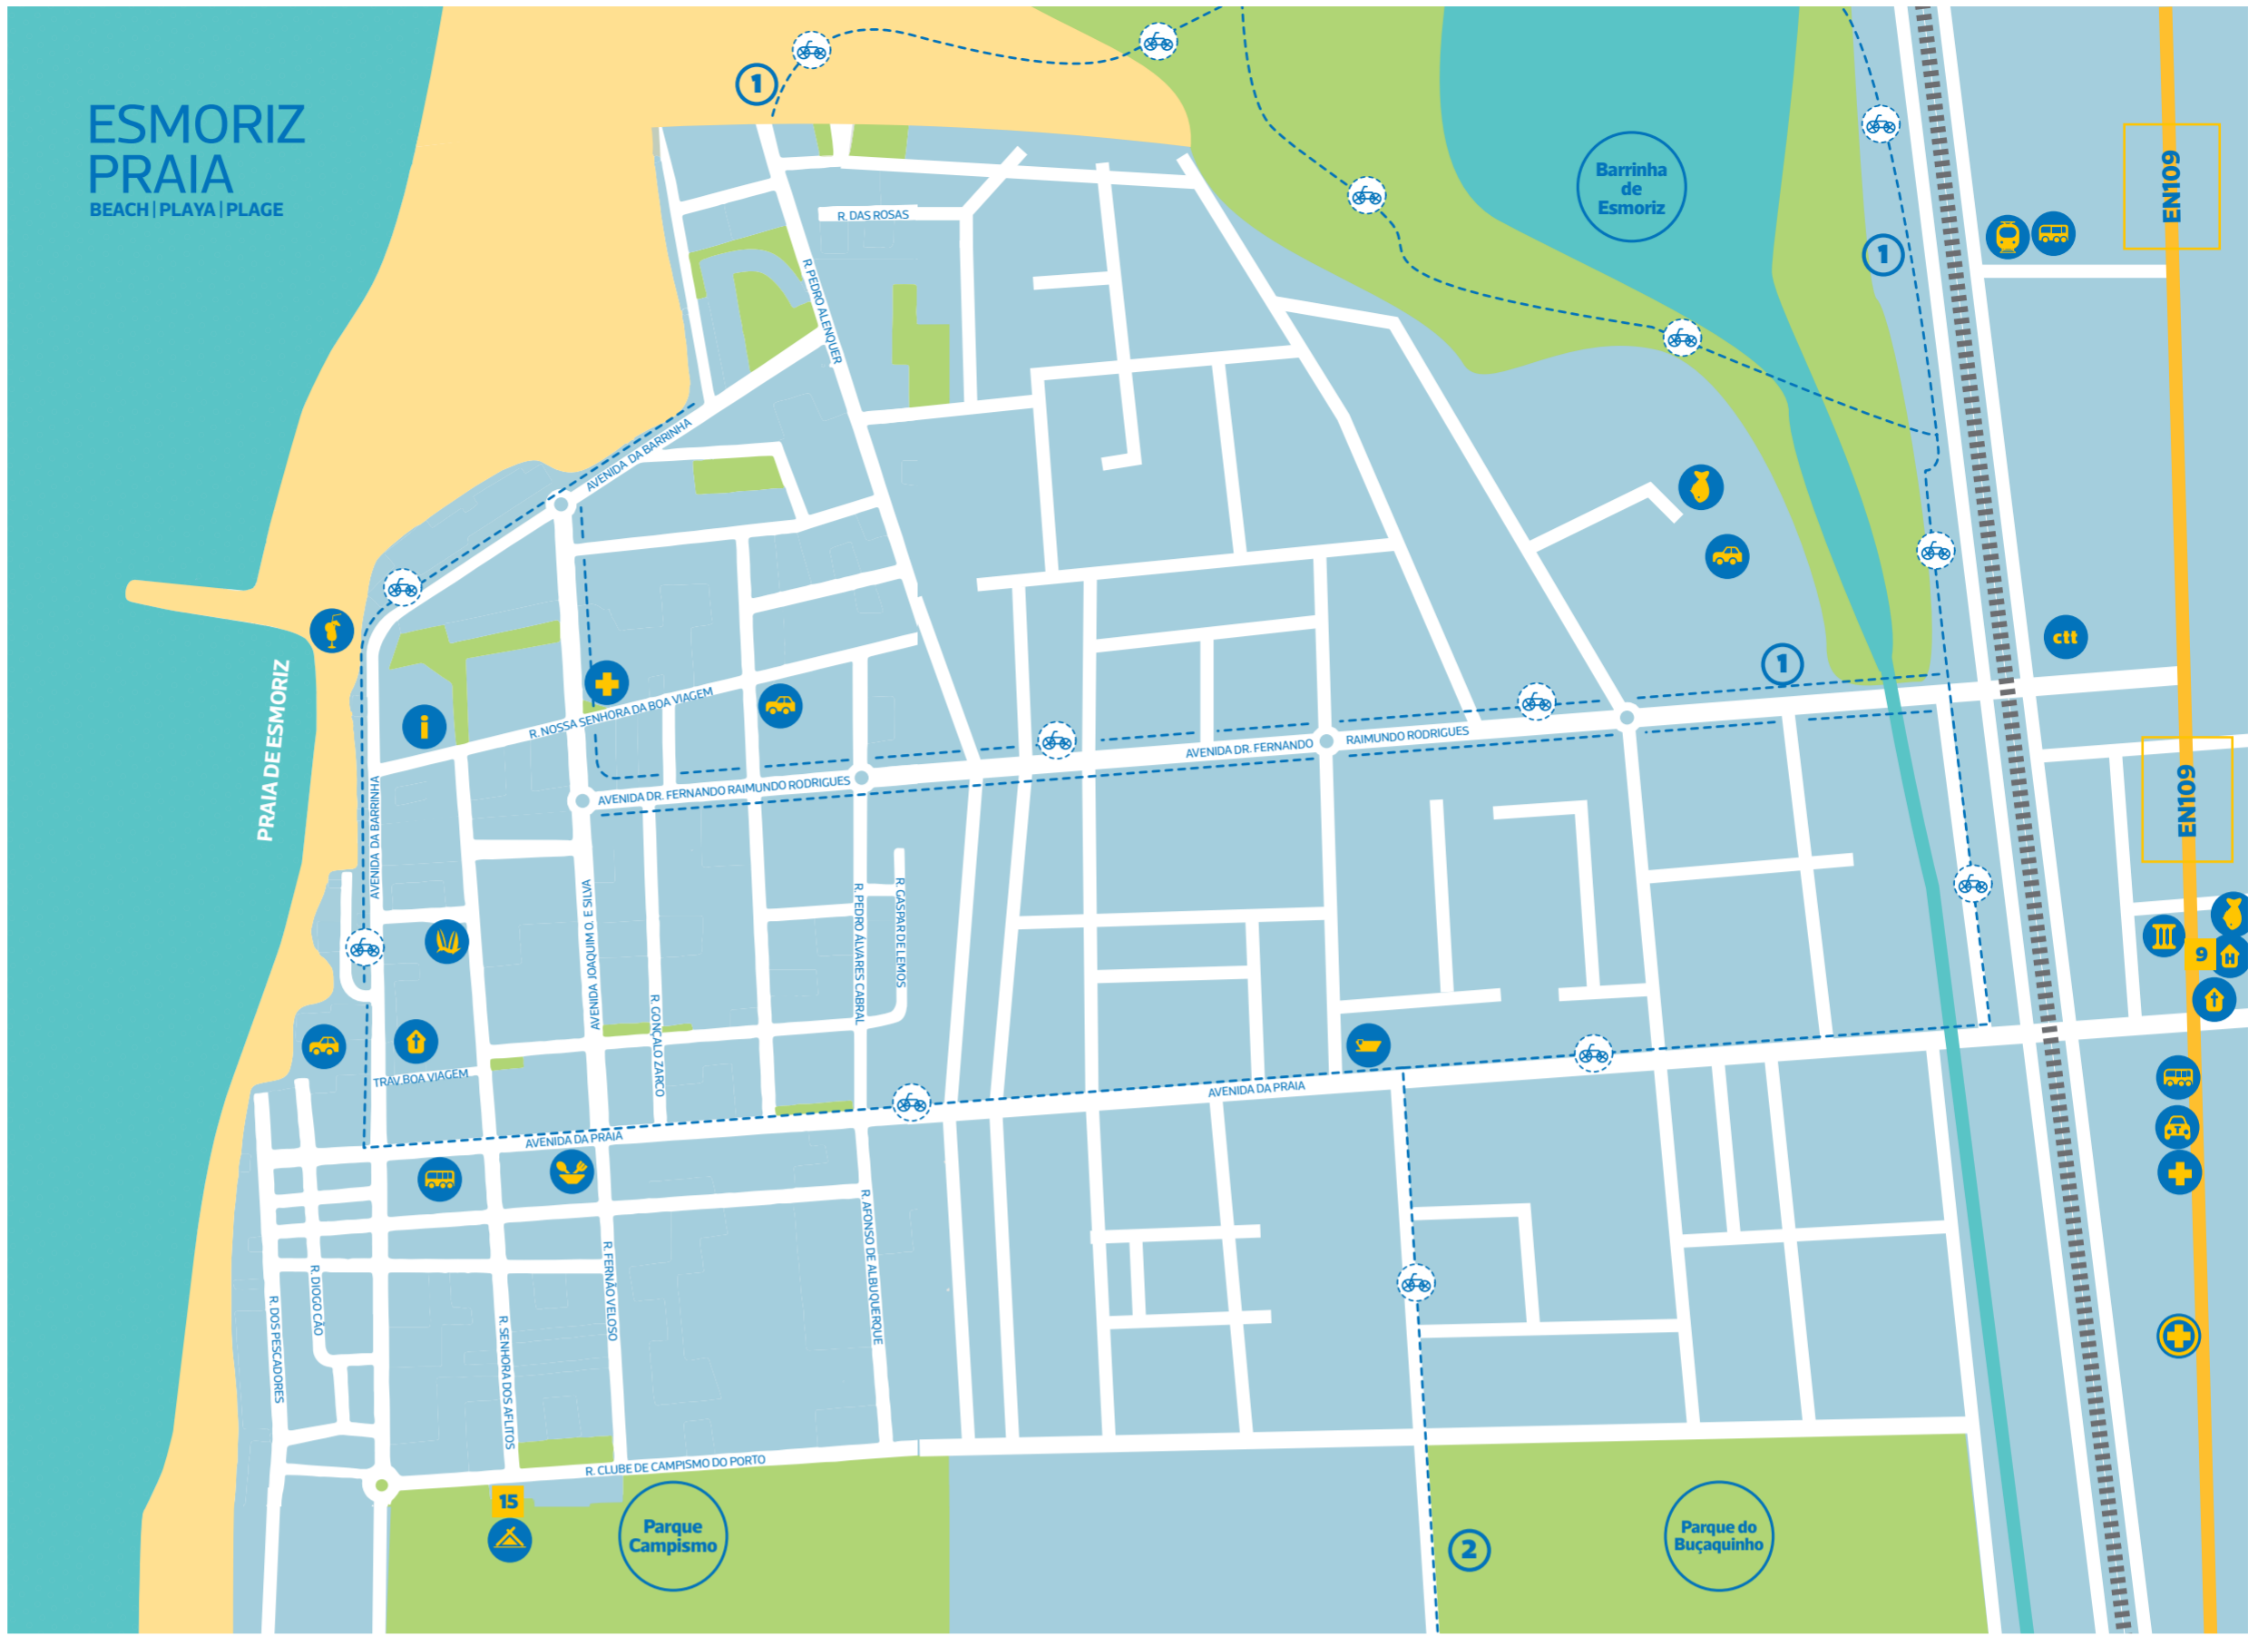 ESMORIZ
PRAIA
BEACH | PLAYA | PLAGE
1
Barrinha
de
Esmoriz
EN109
1
R. DAS ROSAS
R. PEDRO ALENQUER
AVENIDA DA BARRINHA
PRAIA DE ESMORIZ
i
R. NOSSA SENHORA DA BOA VIAGEM
ctt
1
AVENIDA DR. FERNANDO
RAIMUNDO RODRIGUES
AVENIDA DR. FERNANDO RAIMUNDO RODRIGUES
EN109
AVENIDA DA BARRINHA
AVENIDA JOAQUIM O. E SILVA
R. GONÇALO ZARCO
R. PEDRO ÁLVARES CABRAL
R. GASPAR DE LEMOS
9
H
TRAV.BOA VIAGEM
AVENIDA DA PRAIA
AVENIDA DA PRAIA
T
R. DOS PESCADORES
R. DIOGO CÃO
R. SENHORA DOS AFLITOS
R. FERNÃO VELOSO
R. AFONSO DE ALBUQUERQUE
R. CLUBE DE CAMPISMO DO PORTO
15
Parque
Campismo
2
Parque do
Buçaquinho